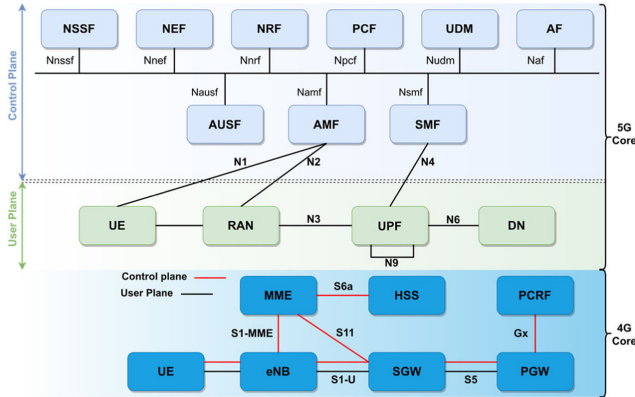 NSSF NEF NRF PCF UDM AF
Nnssf Nnef Nnrf Npcf Nudm Naf
Control Plane
Nausf Namf Nsmf
AUSF AMF SMF
5G
Core
N1 N2 N4
User Plane
UE RAN N3 UPF N6 DN
N9
Control plane
User Plane
MME S6a HSS PCRF
S1-MME S11 Gx
4G
Core
UE eNB S1-U SGW S5 PGW